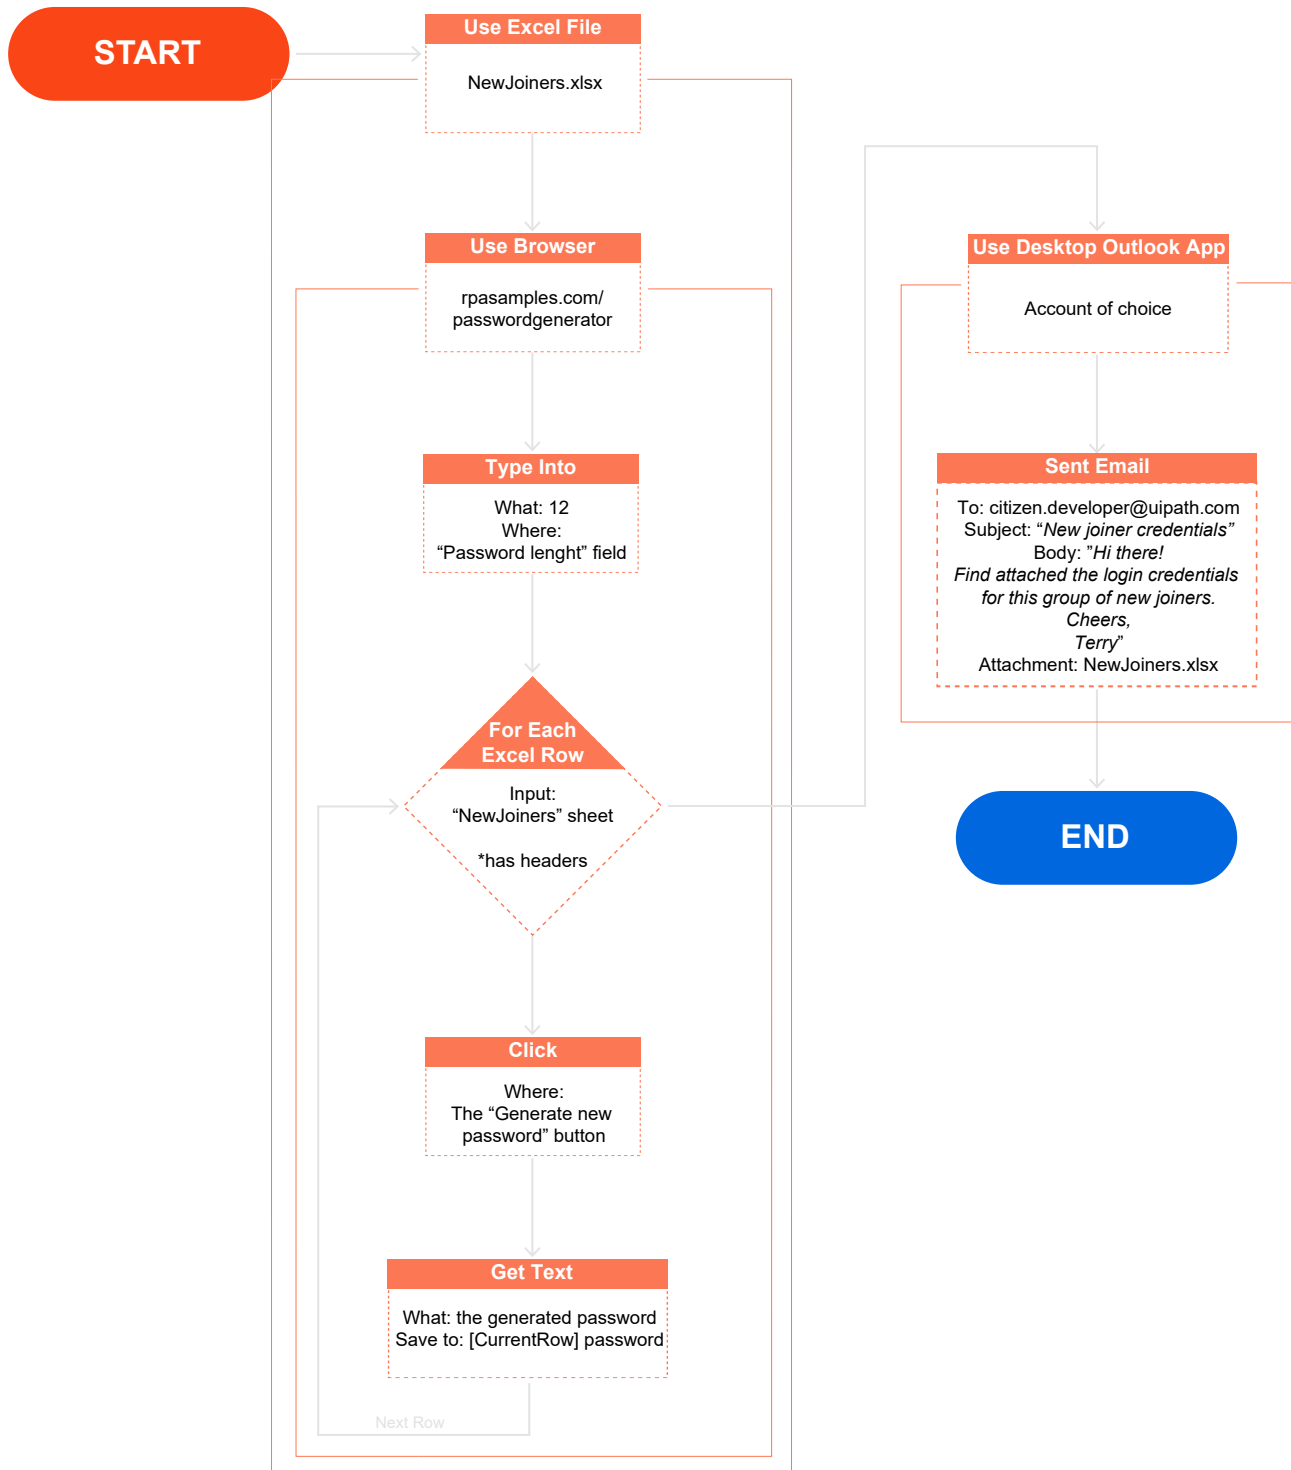 START
Use Excel File
NewJoiners.xlsx
Use Browser
rpasamples.com/
passwordgenerator
Type Into
What: 12
Where:
“Password lenght” field
For Each
Excel Row
Input:
“NewJoiners” sheet
*has headers
Click
Where:
The “Generate new
password” button
Get Text
What: the generated password
Save to: [CurrentRow] password
Next Row
Use Desktop Outlook App
Account of choice
Sent Email
To: citizen.developer@uipath.com
Subject: “New joiner credentials”
Body: ”Hi there!
Find attached the login credentials
for this group of new joiners.
Cheers,
Terry”
Attachment: NewJoiners.xlsx
END